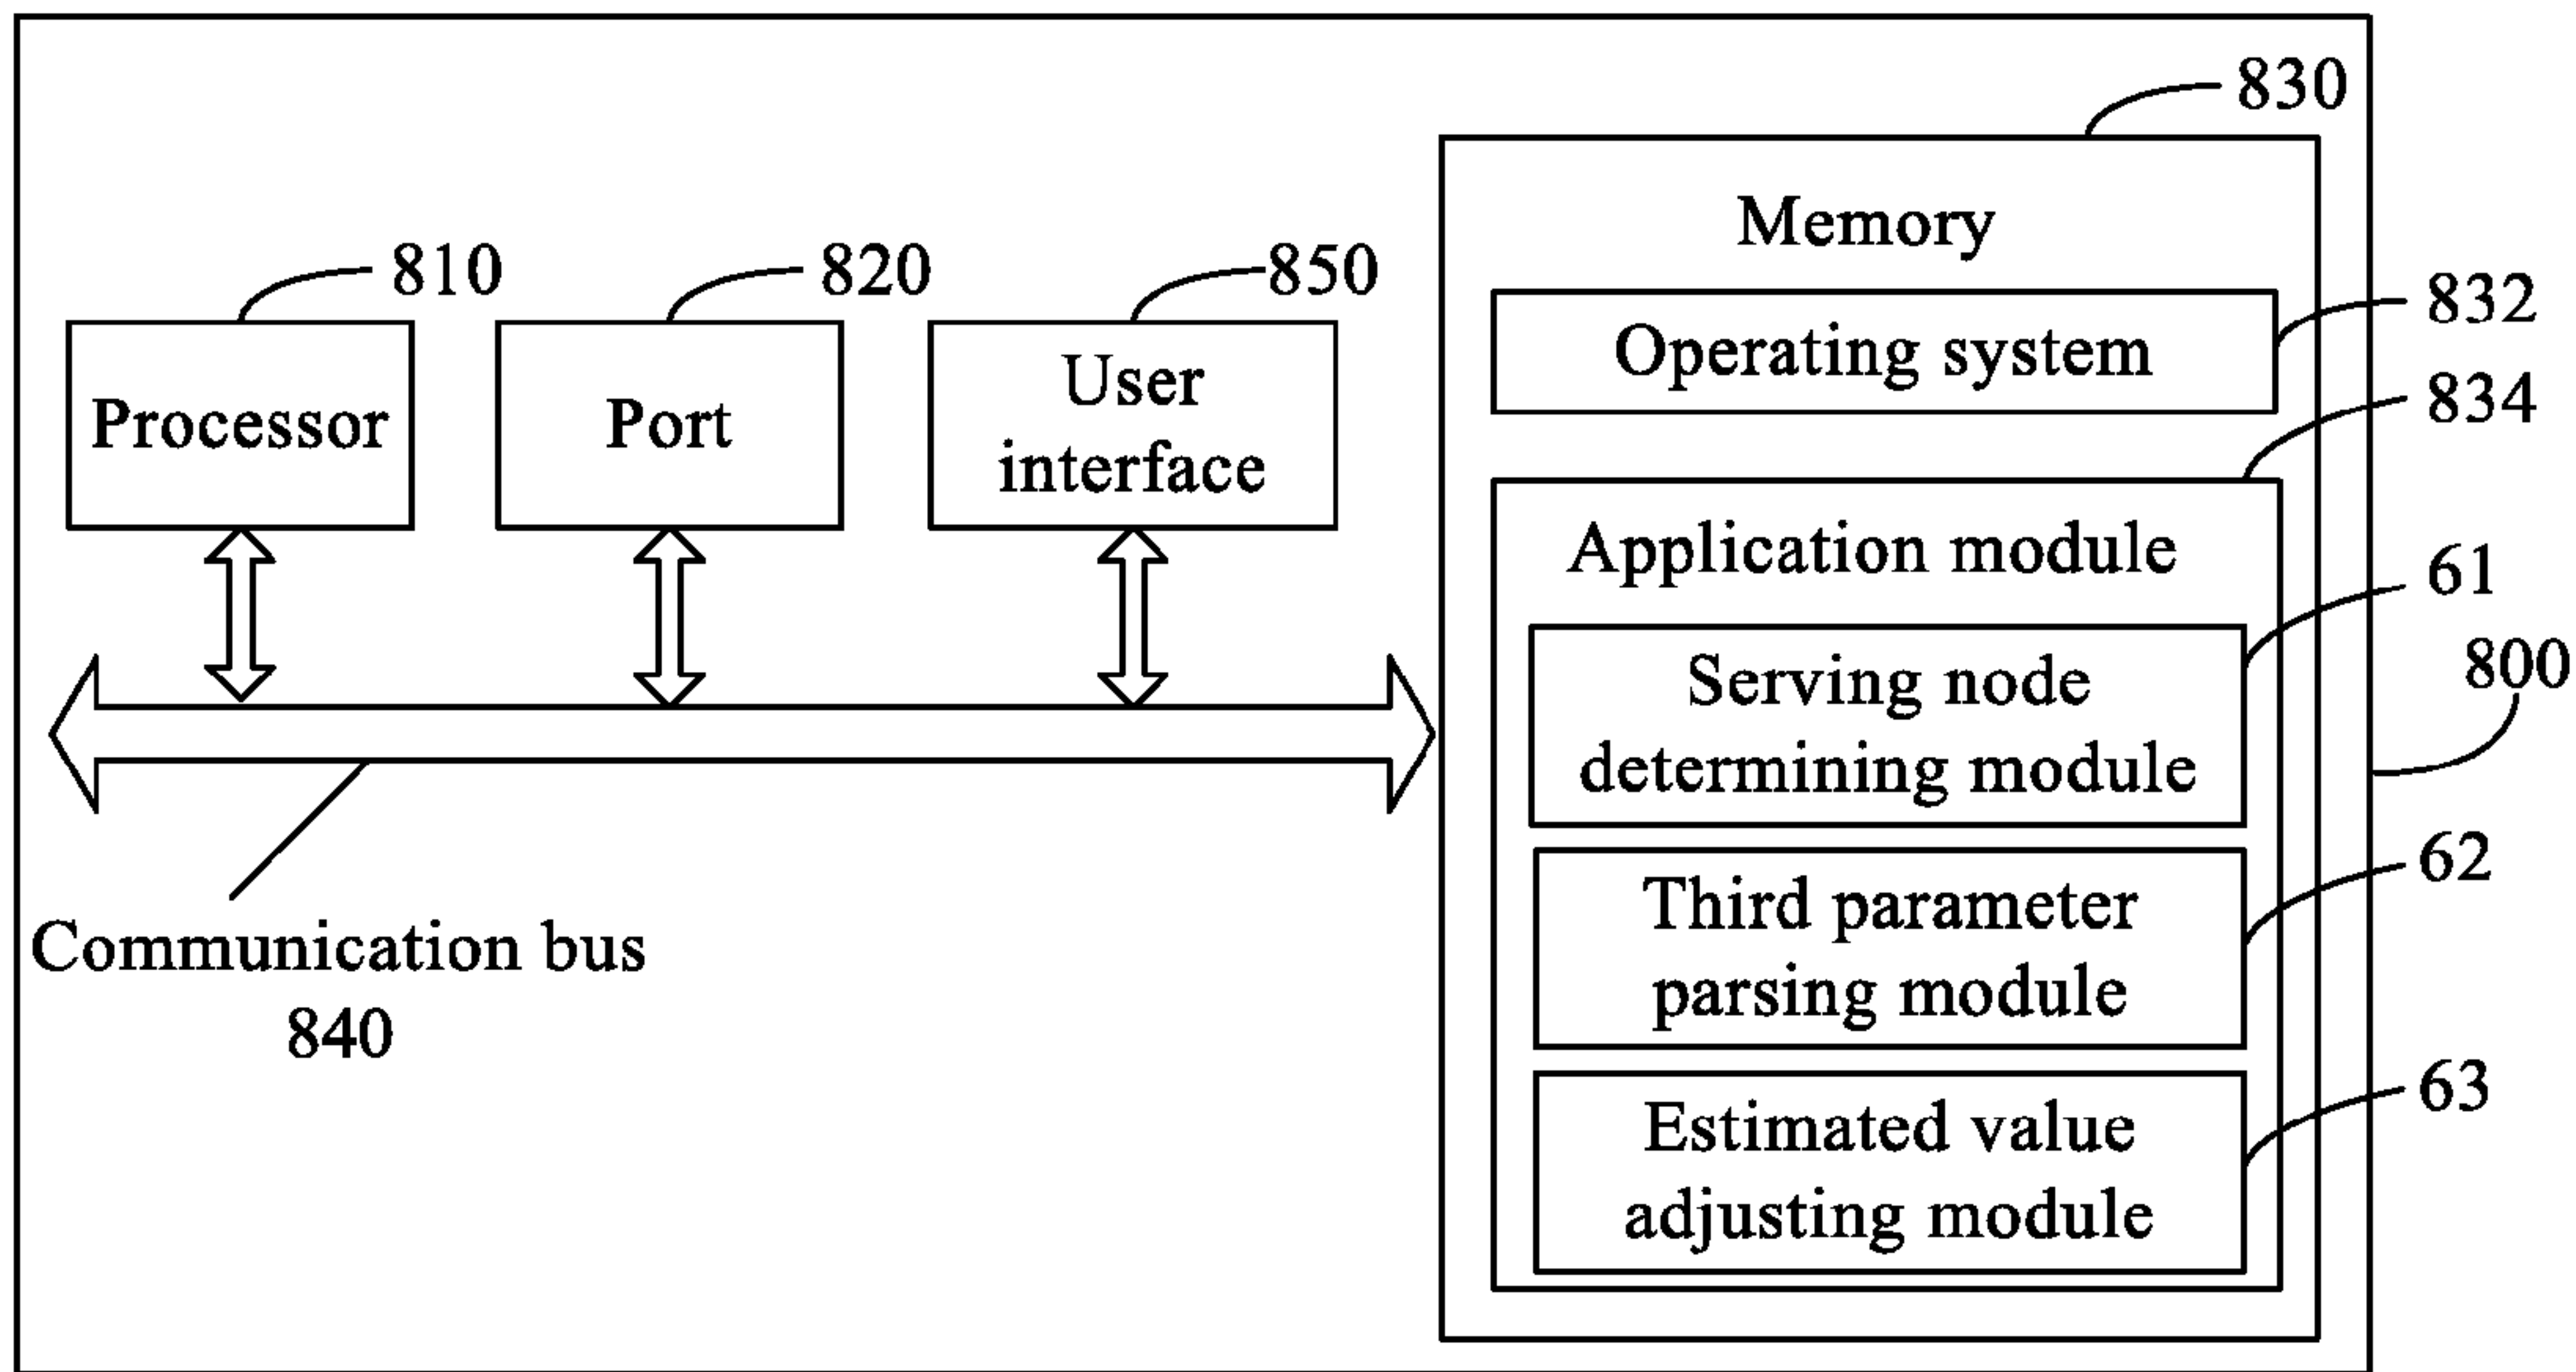 830
Memory
810
820
850
832
Processor
Port
User
interface
Operating system
834
Application module
61
Serving node
determining module
800
62
Third parameter
parsing module
Communication bus
840
63
Estimated value
adjusting module